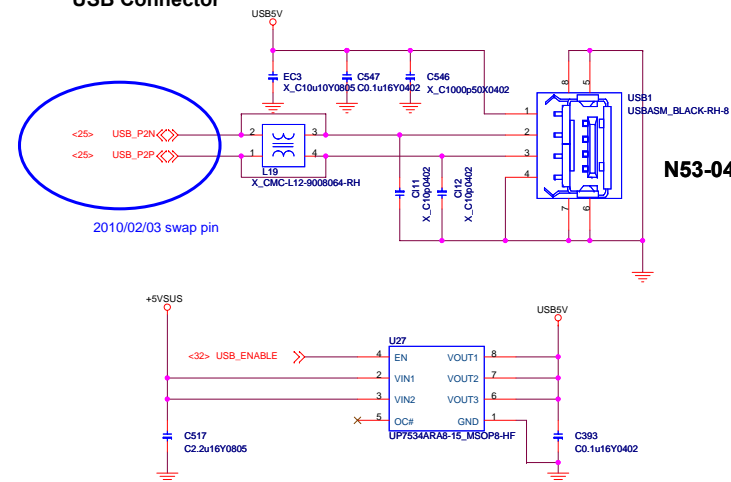 USB Connector
USB5V
EC3
X_C10u10Y0805
C547
C0.1u16Y0402
C546
X_C1000p50X0402
8
5
USB1
USBASM_BLACK-RH-8
1
2
3
4
7
6
N53-04
<25> USB_P2N
<25> USB_P2P
2
3
1
4
L19
X_CMC-L12-9008064-RH
CI11
X_C10p0402
CI12
X_C10p0402
2010/02/03 swap pin
+5VSUS
USB5V
U27
<32> USB_ENABLE
4
EN
VOUT1
8
2
VIN1
VOUT2
7
3
VIN2
VOUT3
6
5
OC#
GND
1
UP7534ARA8-15_MSOP8-HF
C517
C2.2u16Y0805
C393
C0.1u16Y0402